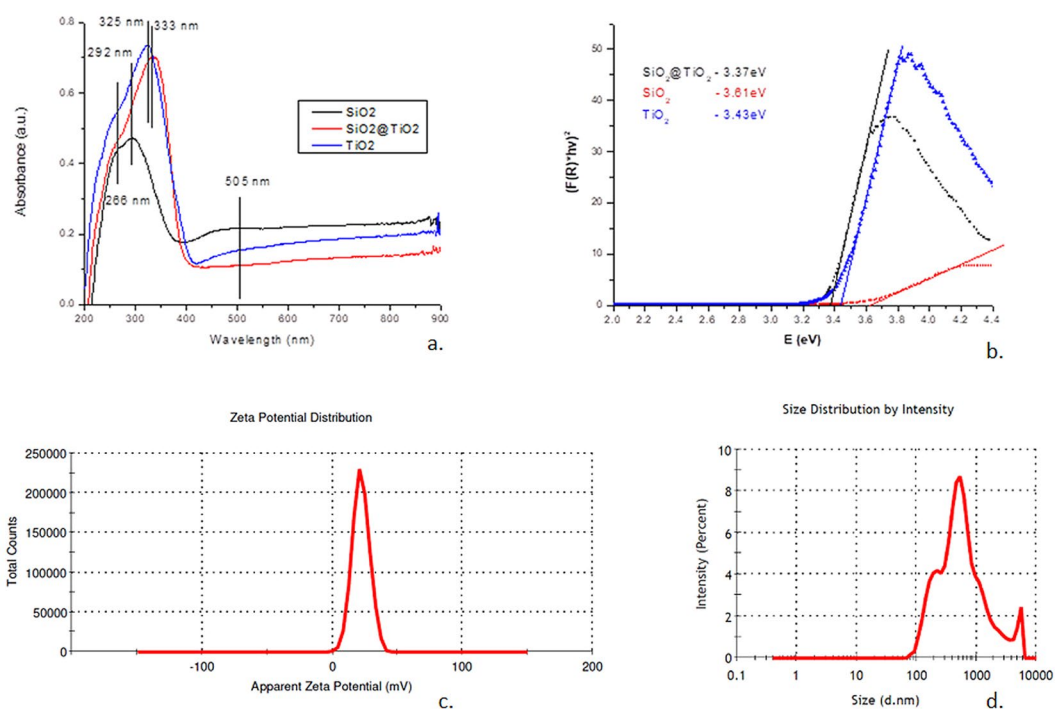 325 nm 333 nm
292 nm
266 nm
505 nm
SiO2
SiO2@TiO2
TiO2
Absorbance (a.u.)
0.8
0.6
0.4
0.2
0.0
200 300 400 500 600 700 800 900
Wavelength (nm)
a.
SiO2@TiO2 - 3.37eV
SiO2 - 3.61eV
TiO2 - 3.43eV
(F(R)*hv)²
50
40
30
20
10
0
2.0 2.2 2.4 2.6 2.8 3.0 3.2 3.4 3.6 3.8 4.0 4.2 4.4
E (eV)
b.
Zeta Potential Distribution
Total Counts
250000
200000
150000
100000
50000
0
-100 0 100 200
Apparent Zeta Potential (mV)
c.
Size Distribution by Intensity
Intensity (Percent)
10
8
6
4
2
0
0.1 1 10 100 1000 10000
Size (d.nm)
d.